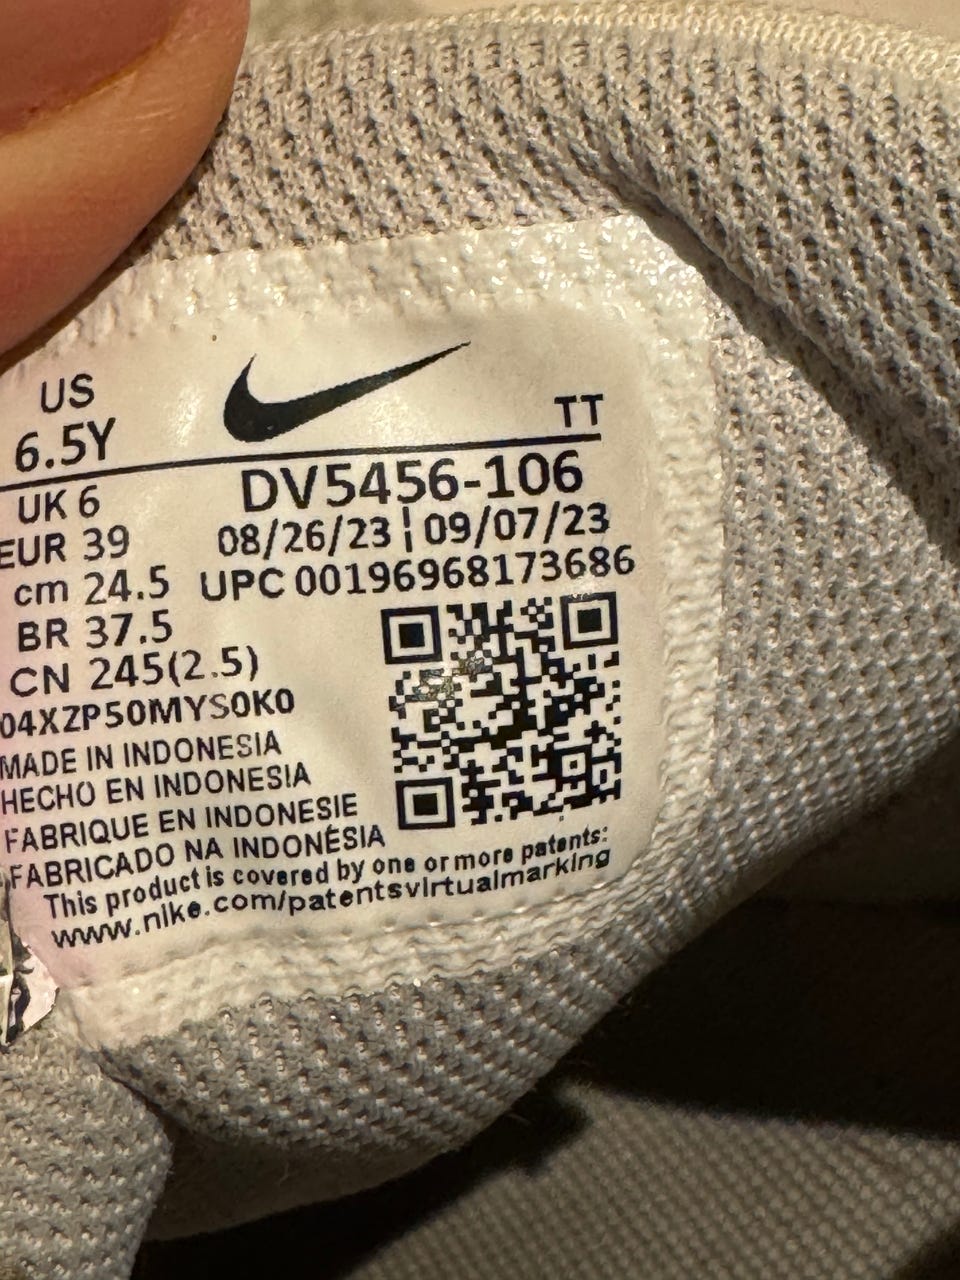 US
6.5Y
TT
UK 6
DV5456-106
EUR 39
08/26/23 ¦ 09/07/23
cm 24.5
UPC 00196968173686
BR 37.5
CN 245(2.5)
04XZP50MYS0K0
MADE IN INDONESIA
HECHO EN INDONESIA
FABRIQUE EN INDONESIE
FABRICADO NA INDONÉSIA
This product is covered by one or more patents:
www.nike.com/patentsvirtualmarking